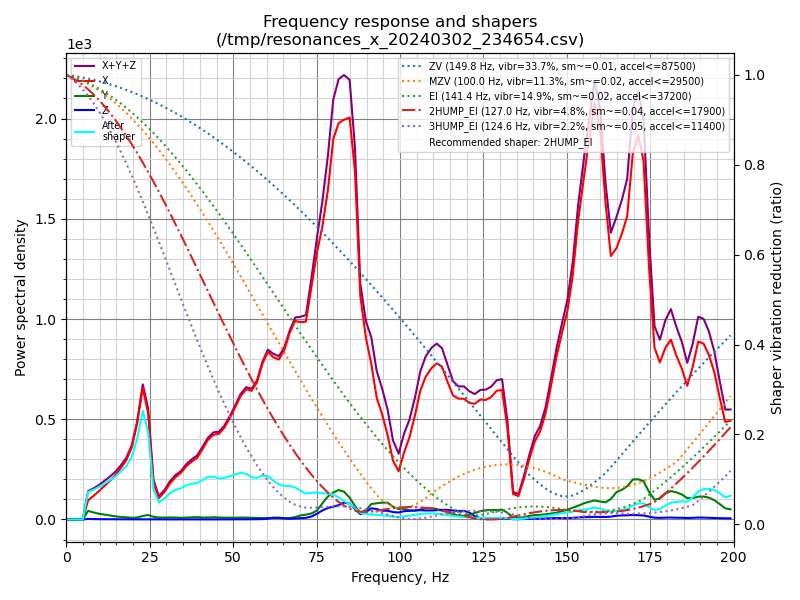 Frequency response and shapers
(/tmp/resonances_x_20240302_234654.csv)
1e3
X+Y+Z
X
Y
Z
After
shaper
ZV (149.8 Hz, vibr=33.7%, sm~=0.01, accel<=87500)
MZV (100.0 Hz, vibr=11.3%, sm~=0.02, accel<=29500)
EI (141.4 Hz, vibr=14.9%, sm~=0.02, accel<=37200)
2HUMP_EI (127.0 Hz, vibr=4.8%, sm~=0.04, accel<=17900)
3HUMP_EI (124.6 Hz, vibr=2.2%, sm~=0.05, accel<=11400)
Recommended shaper: 2HUMP_EI
Power spectral density
2.0
1.5
1.0
0.5
0.0
1.0
0.8
0.6
0.4
0.2
0.0
Shaper vibration reduction (ratio)
0 25 50 75 100 125 150 175 200
Frequency, Hz